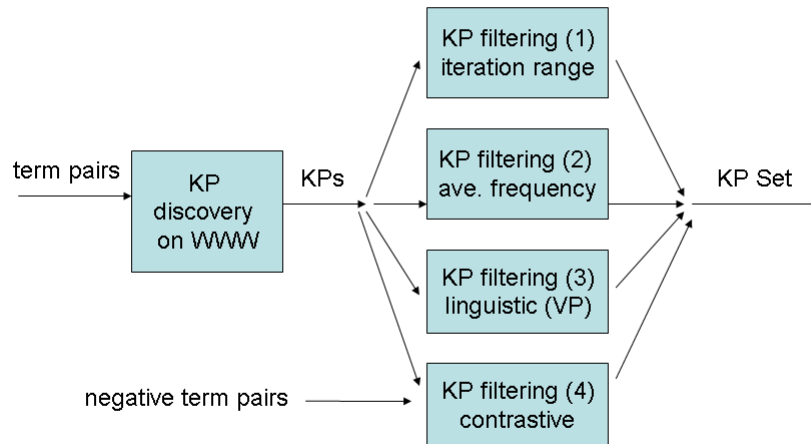 KP filtering (1)
iteration range
term pairs
KP
discovery
on WWW
KPs
KP filtering (2)
ave. frequency
KP Set
KP filtering (3)
linguistic (VP)
negative term pairs
KP filtering (4)
contrastive